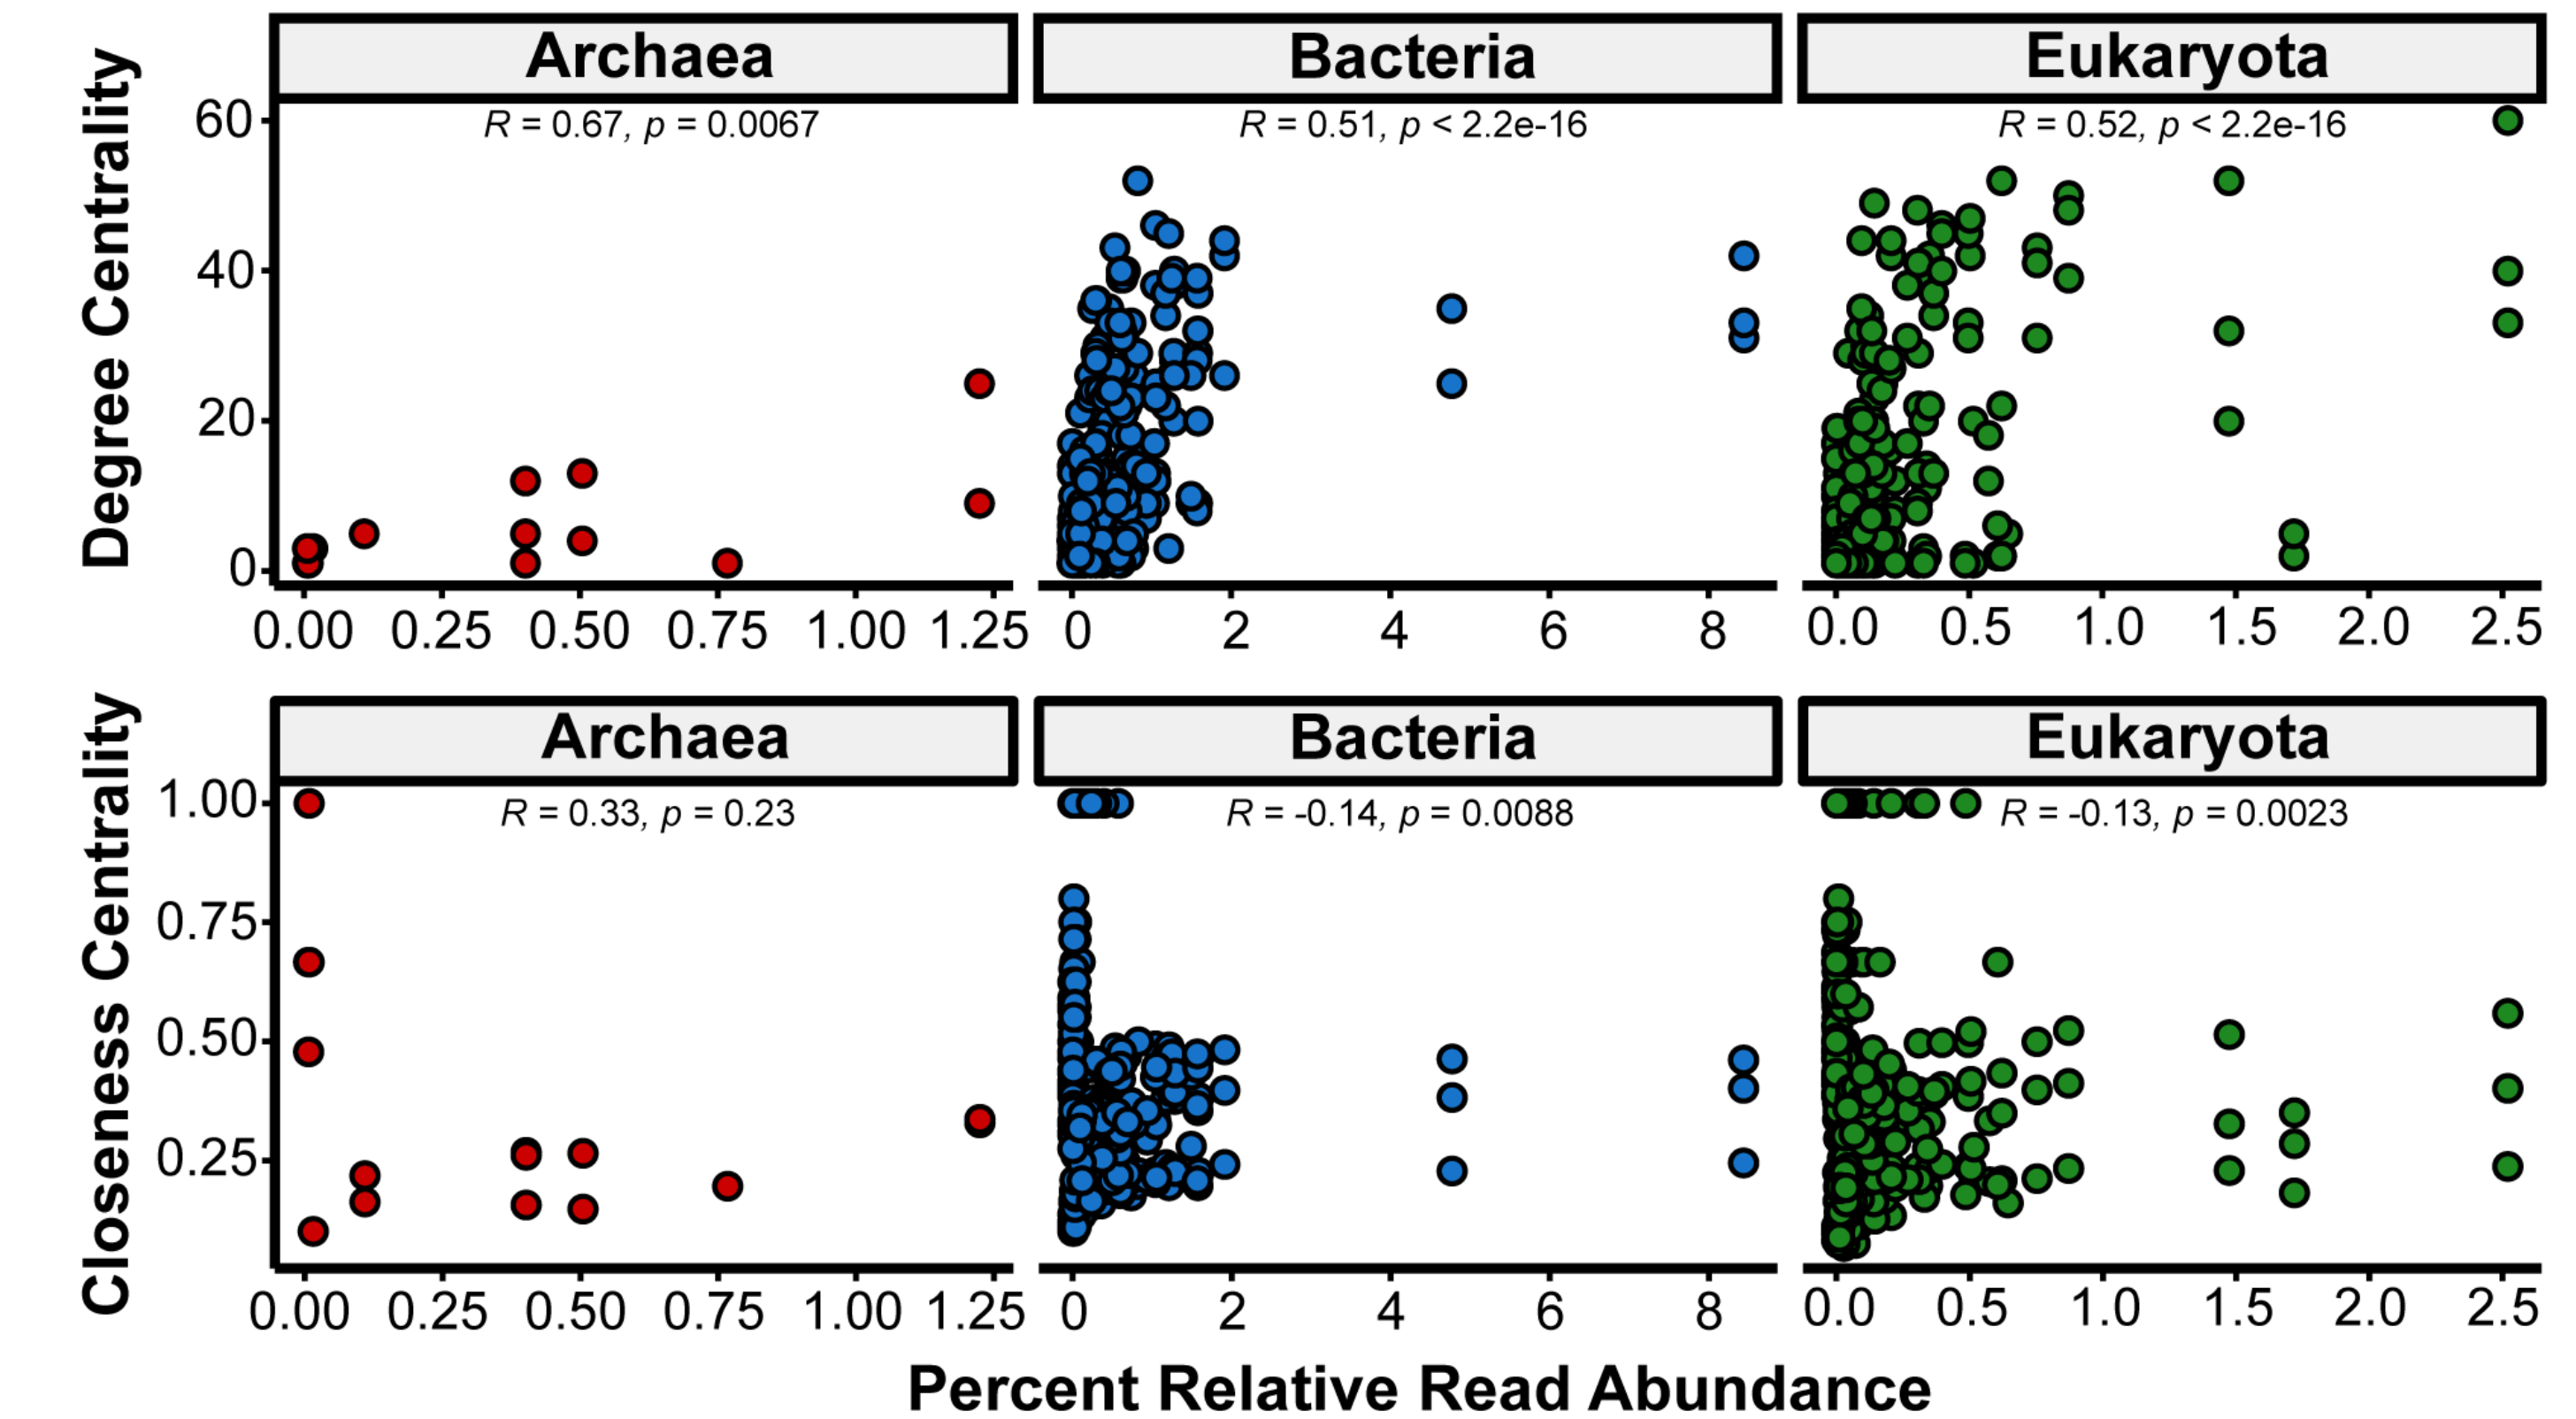 Archaea Bacteria Eukaryota
R = 0.67, p = 0.0067 R = 0.51, p < 2.2e-16 R = 0.52, p < 2.2e-16
Degree Centrality
60
40
20
0
0.00 0.25 0.50 0.75 1.00 1.25 0 2 4 6 8 0.0 0.5 1.0 1.5 2.0 2.5
Archaea Bacteria Eukaryota
R = 0.33, p = 0.23 R = -0.14, p = 0.0088 R = -0.13, p = 0.0023
Closeness Centrality
1.00
0.75
0.50
0.25
0.00 0.25 0.50 0.75 1.00 1.25 0 2 4 6 8 0.0 0.5 1.0 1.5 2.0 2.5
Percent Relative Read Abundance